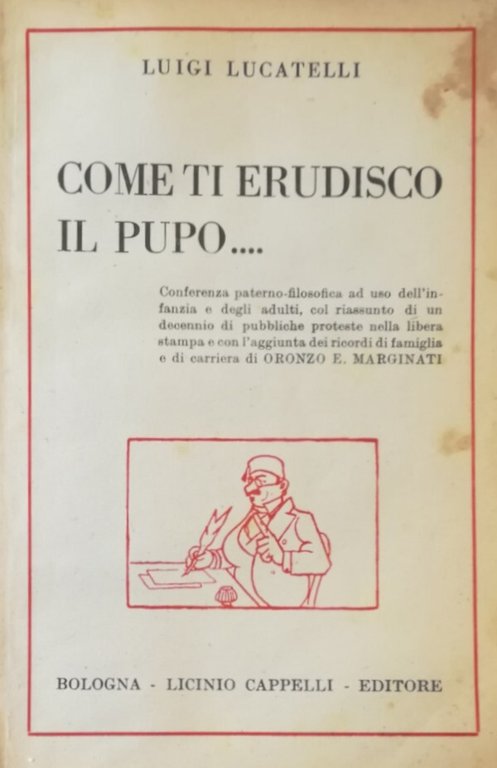 LUIGI LUCATELLI
COME TI ERUDISCO
IL PUPO....
Conferenza paterno-filosofica ad uso dell'in-
fanzia e degli adulti, col riassunto di un
decennio di pubbliche proteste nella libera
stampa e con l'aggiunta dei ricordi di famiglia
e di carriera di ORONZO E. MARGINATI
BOLOGNA - LICINIO CAPPELLI - EDITORE